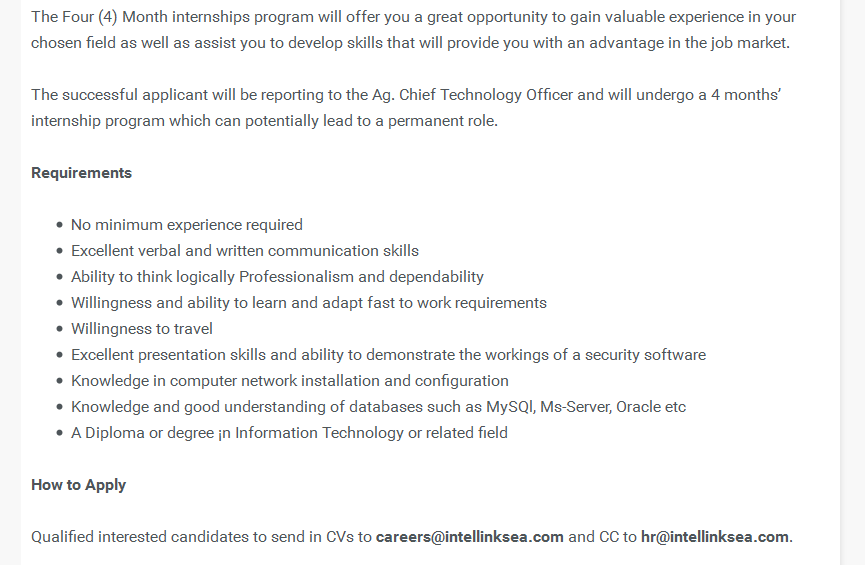 The Four (4) Month internships program will offer you a great opportunity to gain valuable experience in your
chosen field as well as assist you to develop skills that will provide you with an advantage in the job market.
The successful applicant will be reporting to the Ag. Chief Technology Officer and will undergo a 4 months’
internship program which can potentially lead to a permanent role.
Requirements
• No minimum experience required
• Excellent verbal and written communication skills
• Ability to think logically Professionalism and dependability
• Willingness and ability to learn and adapt fast to work requirements
• Willingness to travel
• Excellent presentation skills and ability to demonstrate the workings of a security software
• Knowledge in computer network installation and configuration
• Knowledge and good understanding of databases such as MySQl, Ms-Server, Oracle etc
• A Diploma or degree ¡n Information Technology or related field
How to Apply
Qualified interested candidates to send in CVs to careers@intellinksea.com and CC to hr@intellinksea.com.